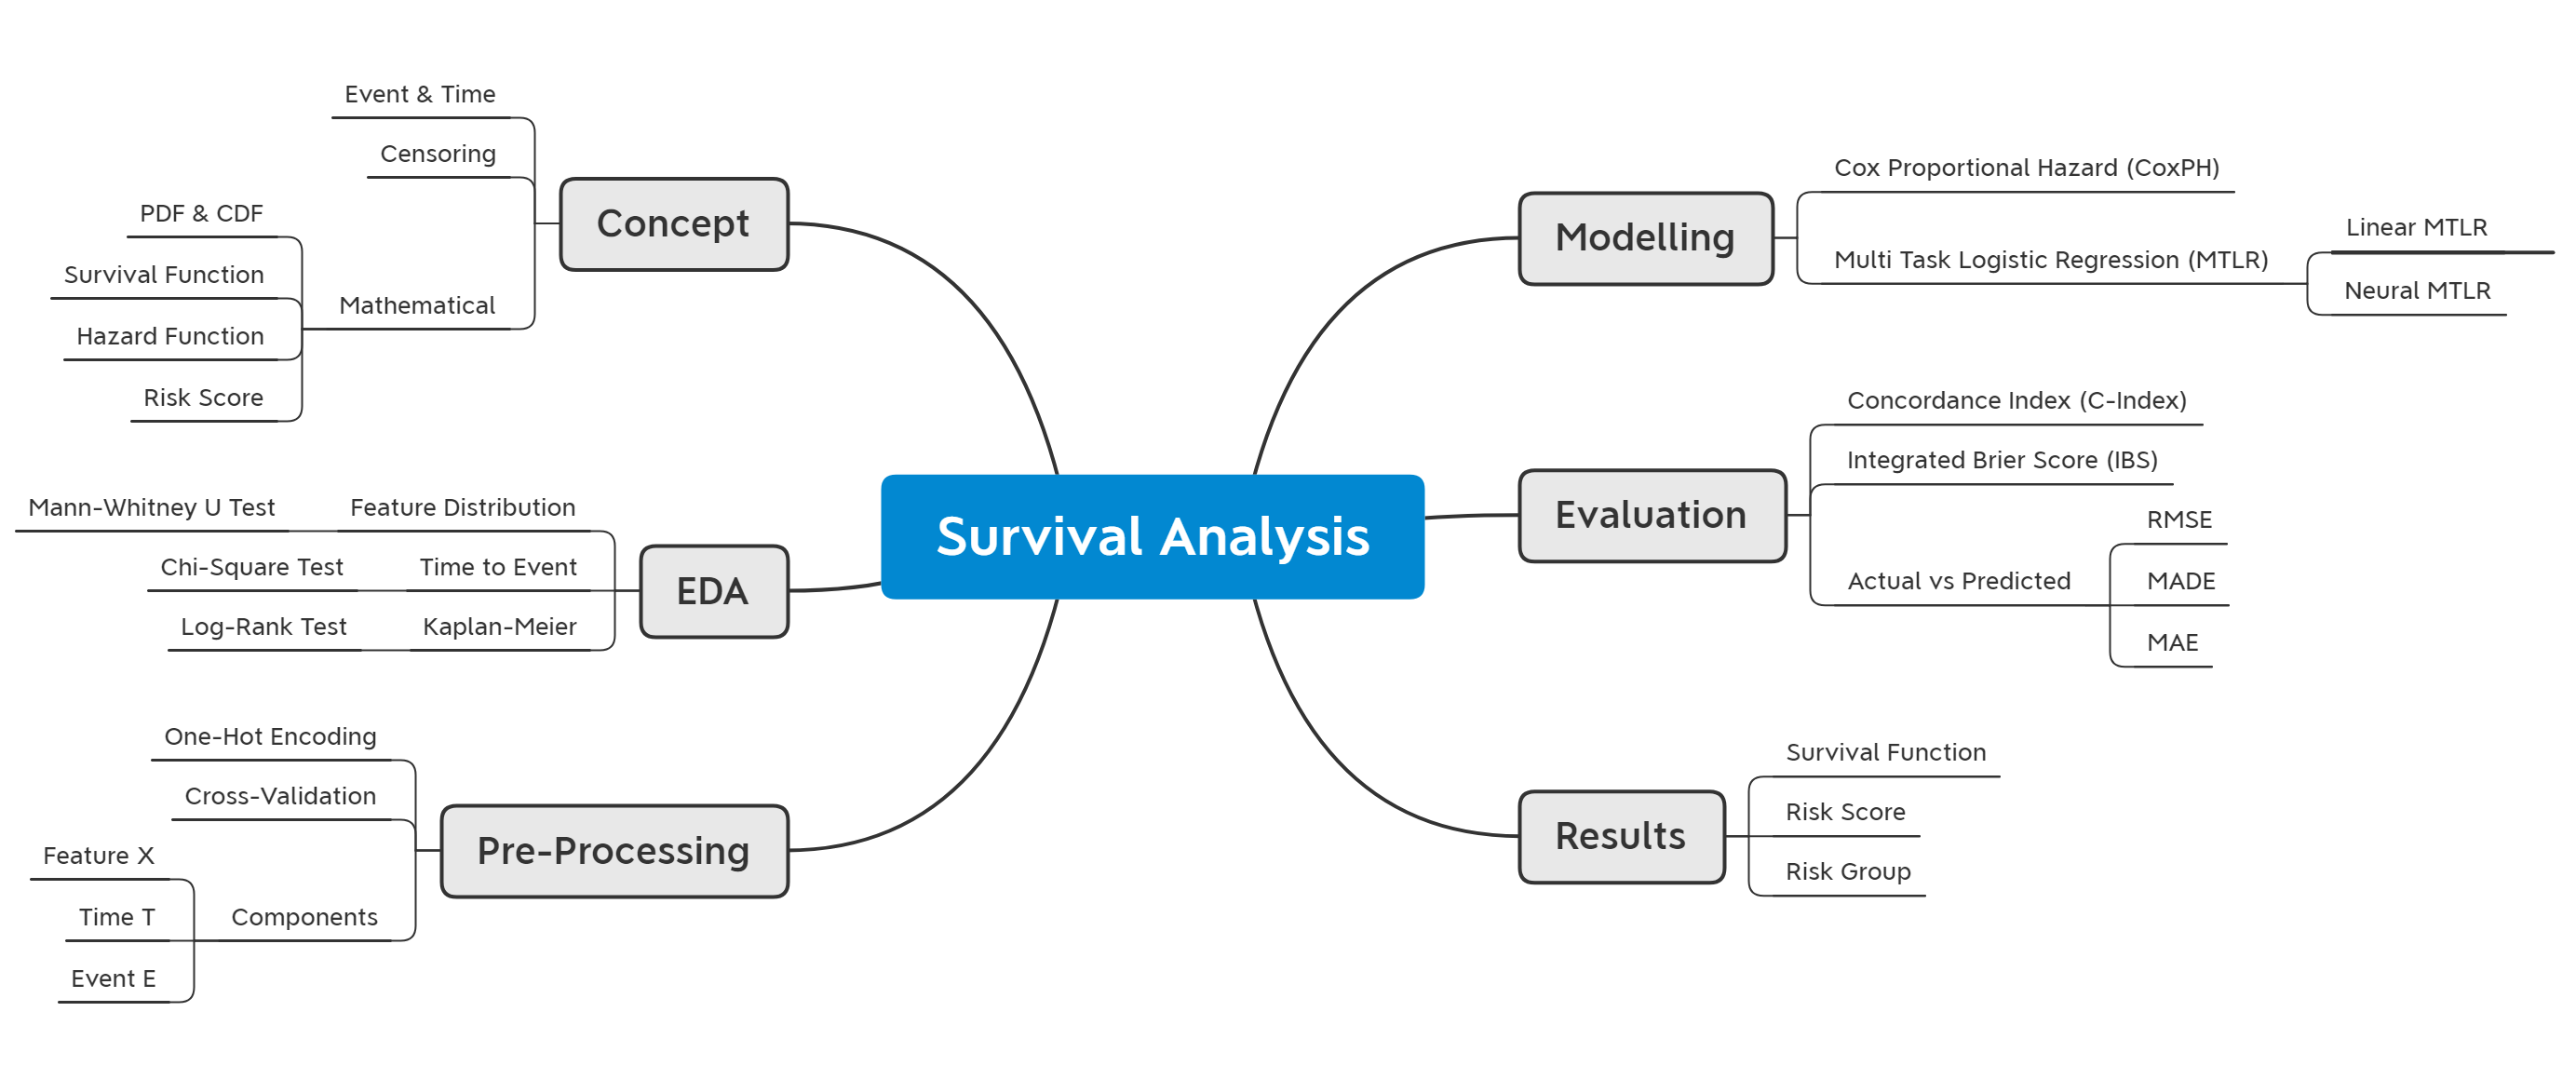 Survival Analysis
Concept
Event & Time
Censoring
Mathematical
PDF & CDF
Survival Function
Hazard Function
Risk Score
EDA
Feature Distribution
Mann-Whitney U Test
Time to Event
Chi-Square Test
Kaplan-Meier
Log-Rank Test
Pre-Processing
One-Hot Encoding
Cross-Validation
Components
Feature X
Time T
Event E
Modelling
Cox Proportional Hazard (CoxPH)
Multi Task Logistic Regression (MTLR)
Linear MTLR
Neural MTLR
Evaluation
Concordance Index (C-Index)
Integrated Brier Score (IBS)
Actual vs Predicted
RMSE
MADE
MAE
Results
Survival Function
Risk Score
Risk Group